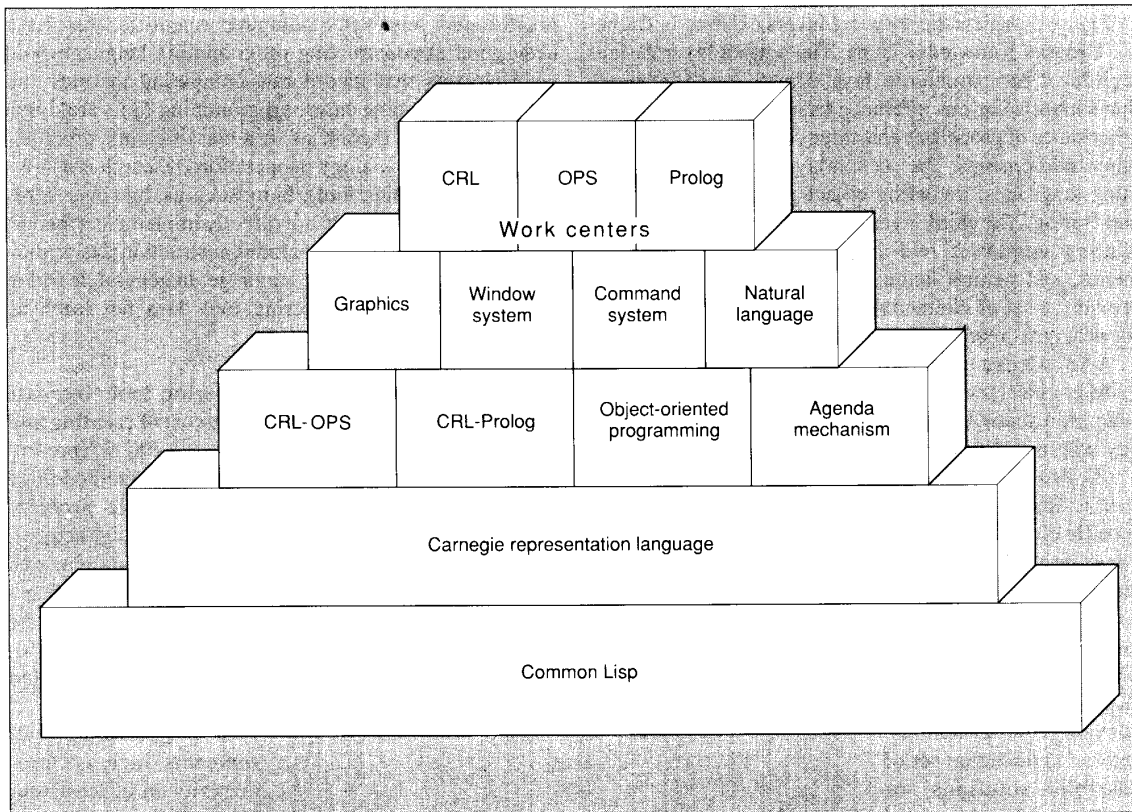 CRL OPS Prolog
Work centers
Graphics Window system Command system Natural language
CRL-OPS CRL-Prolog Object-oriented programming Agenda mechanism
Carnegie representation language
Common Lisp